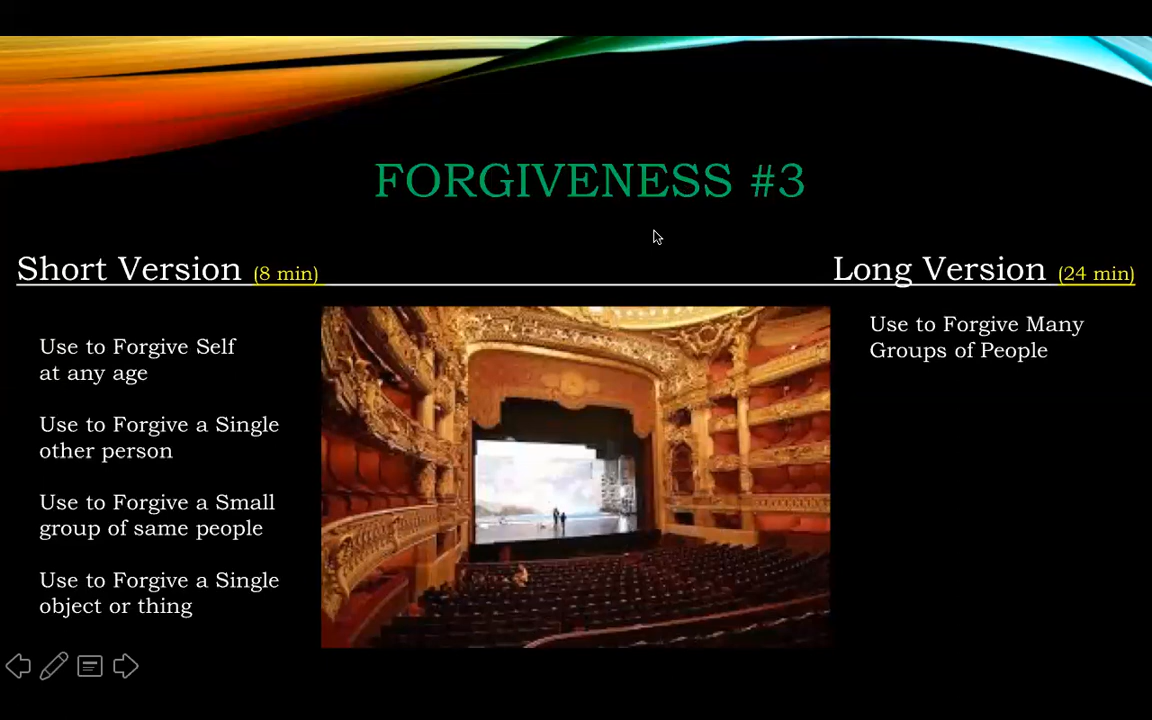 FORGIVENESS #3
Short Version (8 min)
Use to Forgive Self
at any age
Use to Forgive a Single
other person
Use to Forgive a Small
group of same people
Use to Forgive a Single
object or thing
Long Version (24 min)
Use to Forgive Many
Groups of People